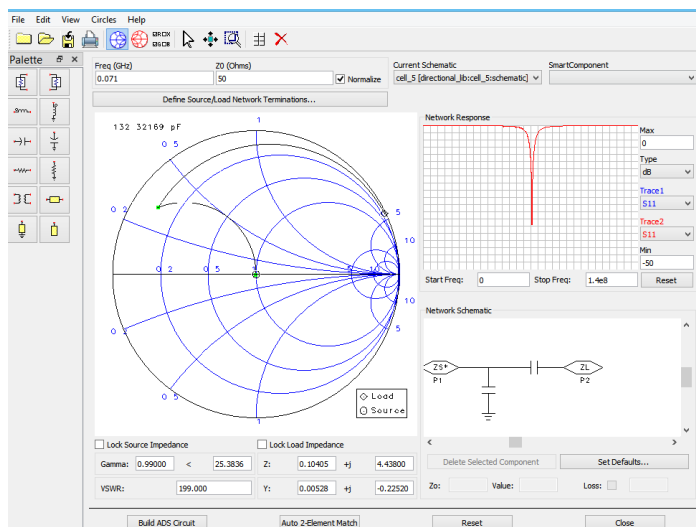 File Edit View Circles Help
Palette
Freq (GHz) Z0 (Ohms)
0.071 50 Normalize
Current Schematic SmartComponent
cell_5 [directional_lib:cell_5:schematic]
Define Source/Load Network Terminations...
132 32169 pF
1
0 5
0 2
5
10
0 2 0 5 1 5 10
10
5
0 2
0 5
1
Load
Source
Network Response
Max
0
Type
dB
Trace1
S11
Trace2
S11
Min
-50
Start Freq: 0 Stop Freq: 1.4e8 Reset
Network Schematic
ZS* ZL
P1 P2
Lock Source Impedance Lock Load Impedance
Gamma: 0.99000 < 25.3836 Z: 0.10405 +j 4.43800
VSWR: 199.000 Y: 0.00528 +j -0.22520
Delete Selected Component Set Defaults...
Zo: Value: Loss:
Build ADS Circuit Auto 2-Element Match Reset Close